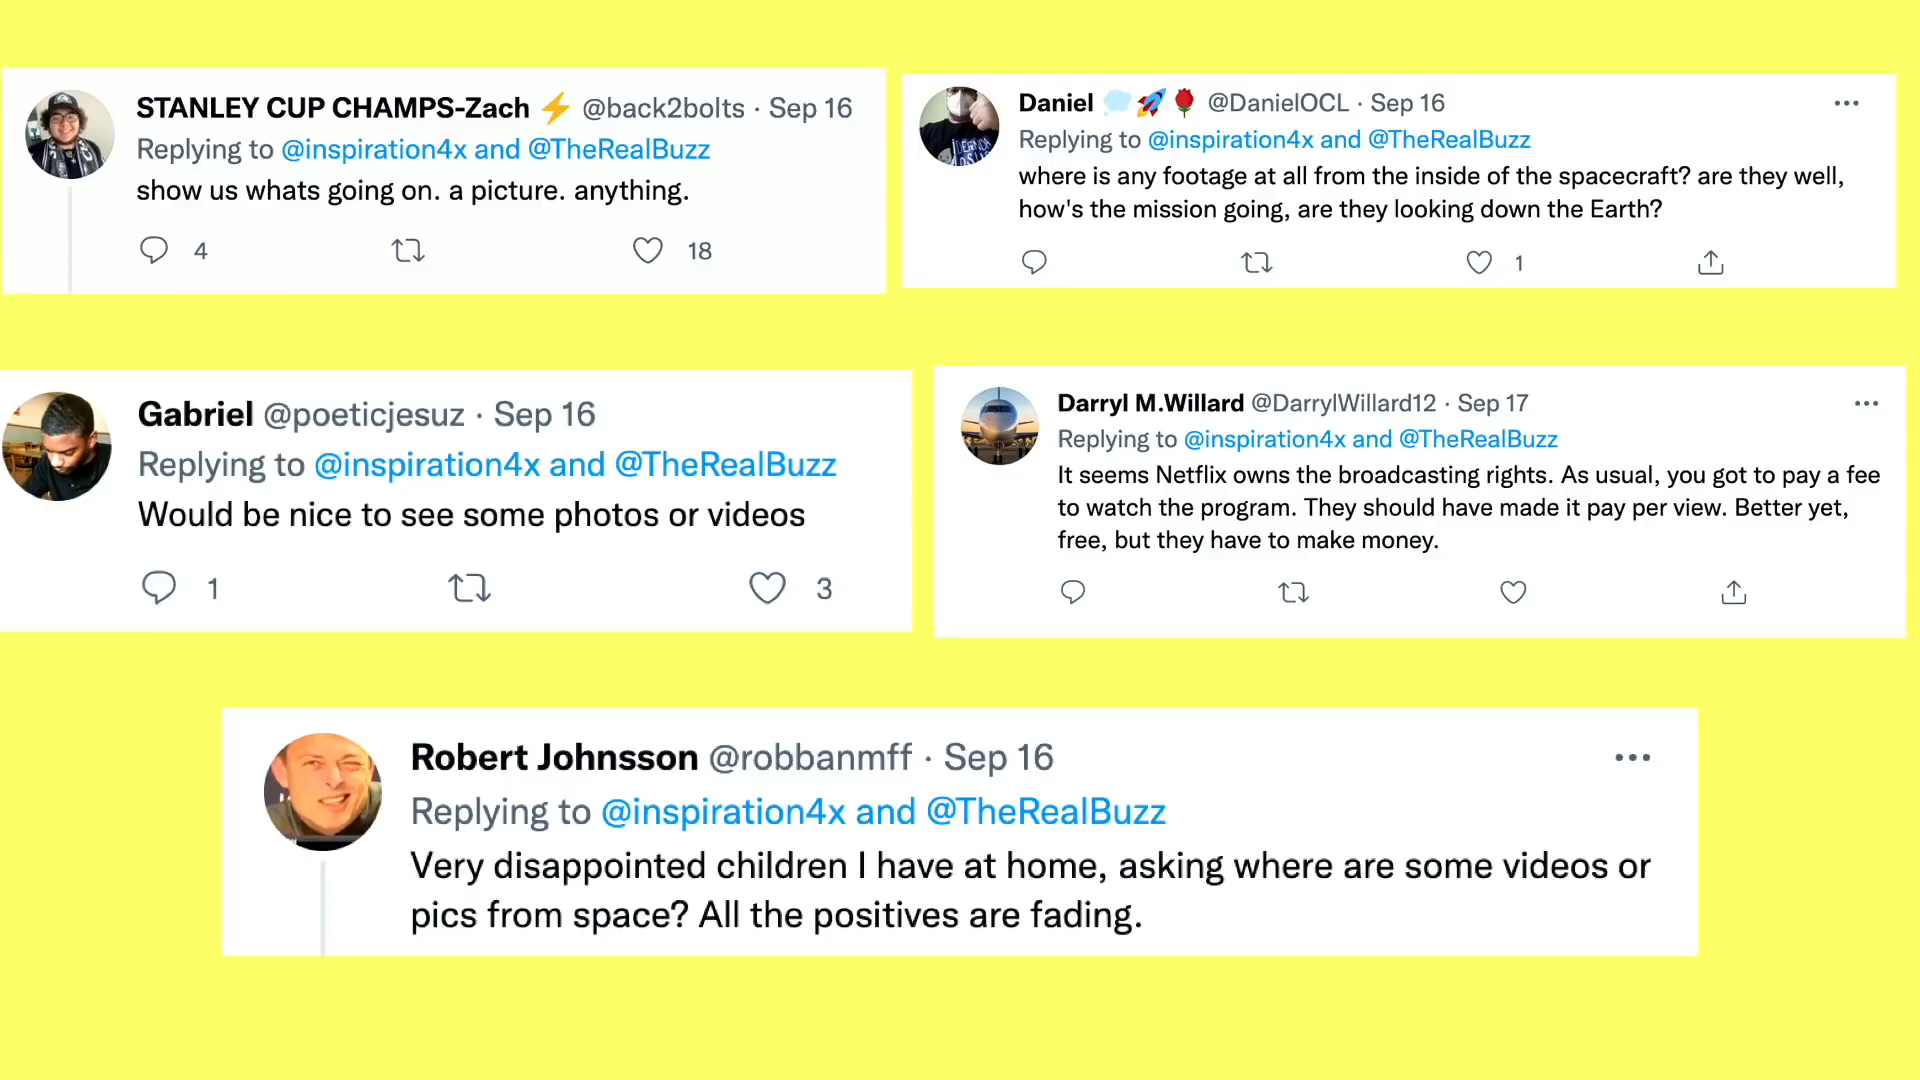 STANLEY CUP CHAMPS-Zach ⚡ @back2bolts · Sep 16
Replying to @inspiration4x and @TheRealBuzz
show us whats going on. a picture. anything.
4 18
Daniel 💭🚀🌹 @DanielOCL · Sep 16
Replying to @inspiration4x and @TheRealBuzz
where is any footage at all from the inside of the spacecraft? are they well,
how's the mission going, are they looking down the Earth?
1
Gabriel @poeticjesuz · Sep 16
Replying to @inspiration4x and @TheRealBuzz
Would be nice to see some photos or videos
1 3
Darryl M.Willard @DarrylWillard12 · Sep 17
Replying to @inspiration4x and @TheRealBuzz
It seems Netflix owns the broadcasting rights. As usual, you got to pay a fee
to watch the program. They should have made it pay per view. Better yet,
free, but they have to make money.
Robert Johnsson @robbanmff · Sep 16
Replying to @inspiration4x and @TheRealBuzz
Very disappointed children I have at home, asking where are some videos or
pics from space? All the positives are fading.